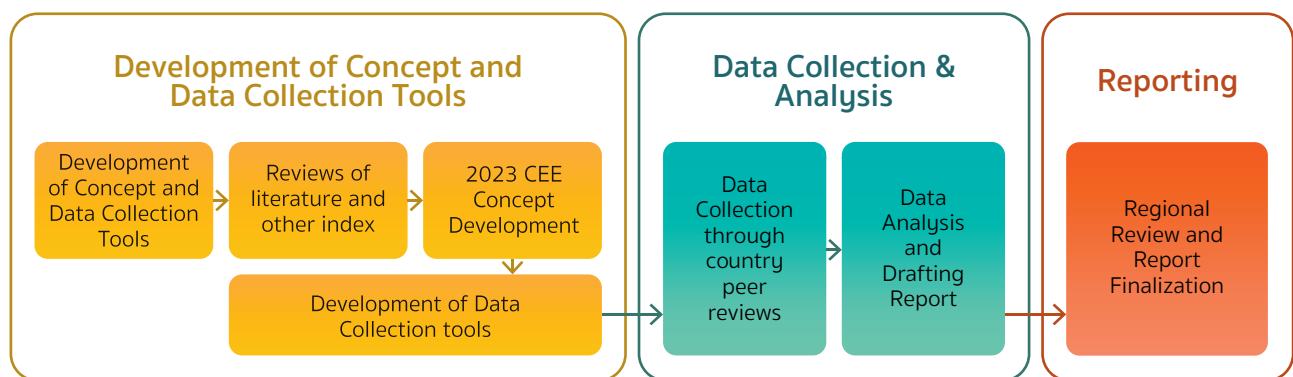 Development of Concept and
Data Collection Tools
Development
of Concept and
Data Collection
Tools
Reviews of
literature and
other index
2023 CEE
Concept
Development
Development of Data
Collection tools
Data Collection &
Analysis
Data
Collection
through
country
peer
reviews
Data
Analysis
and
Drafting
Report
Reporting
Regional
Review and
Report
Finalization